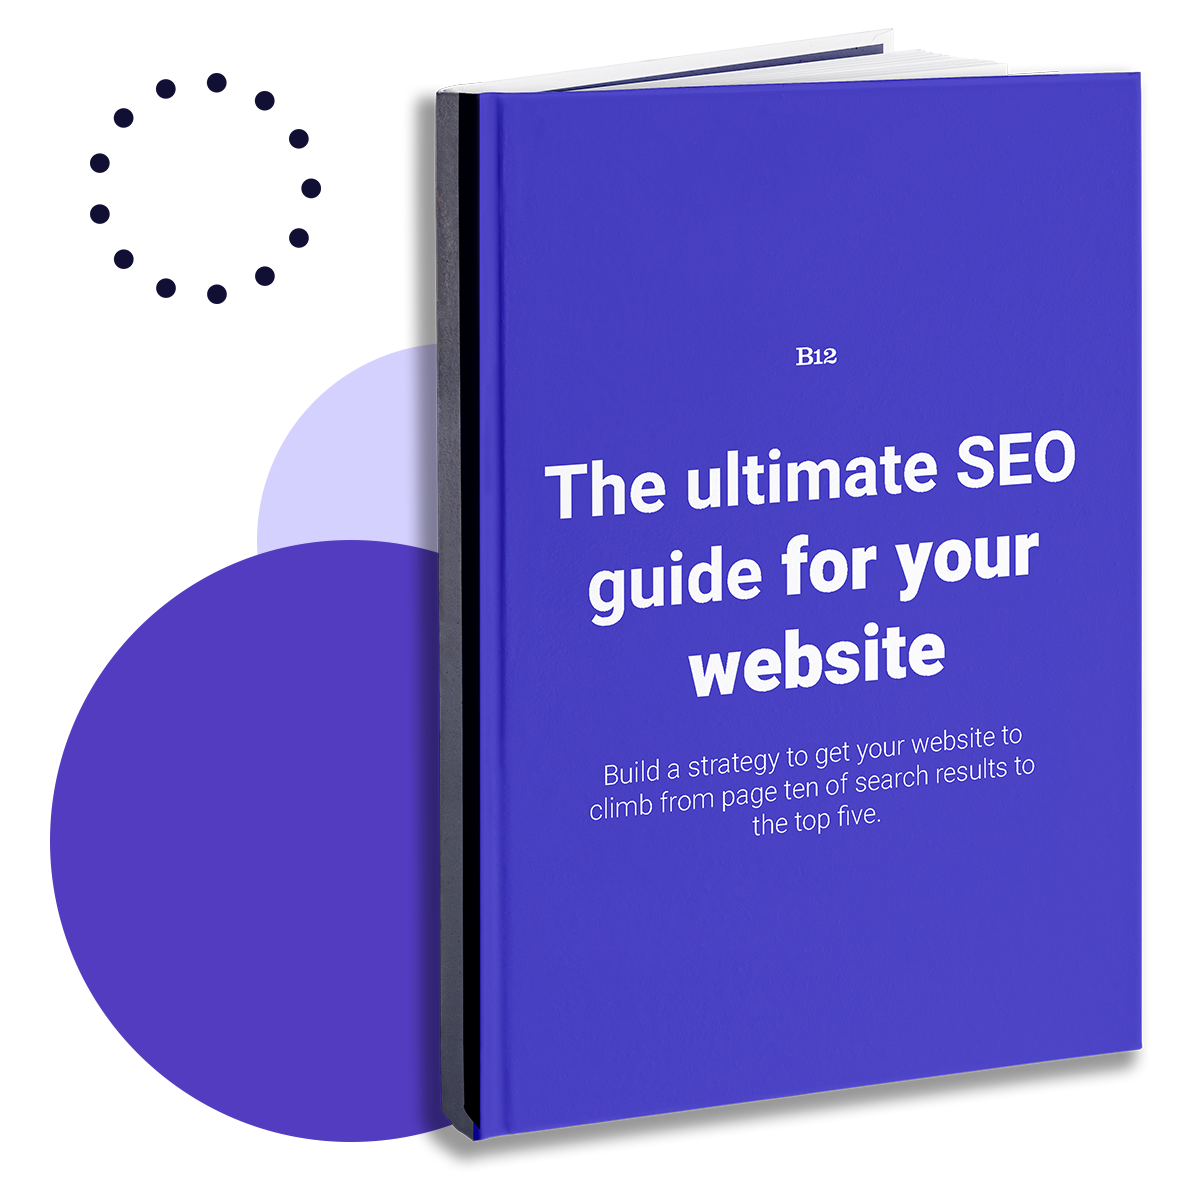 B12
The ultimate SEO
guide for your
website
Build a strategy to get your website to
climb from page ten of search results to
the top five.